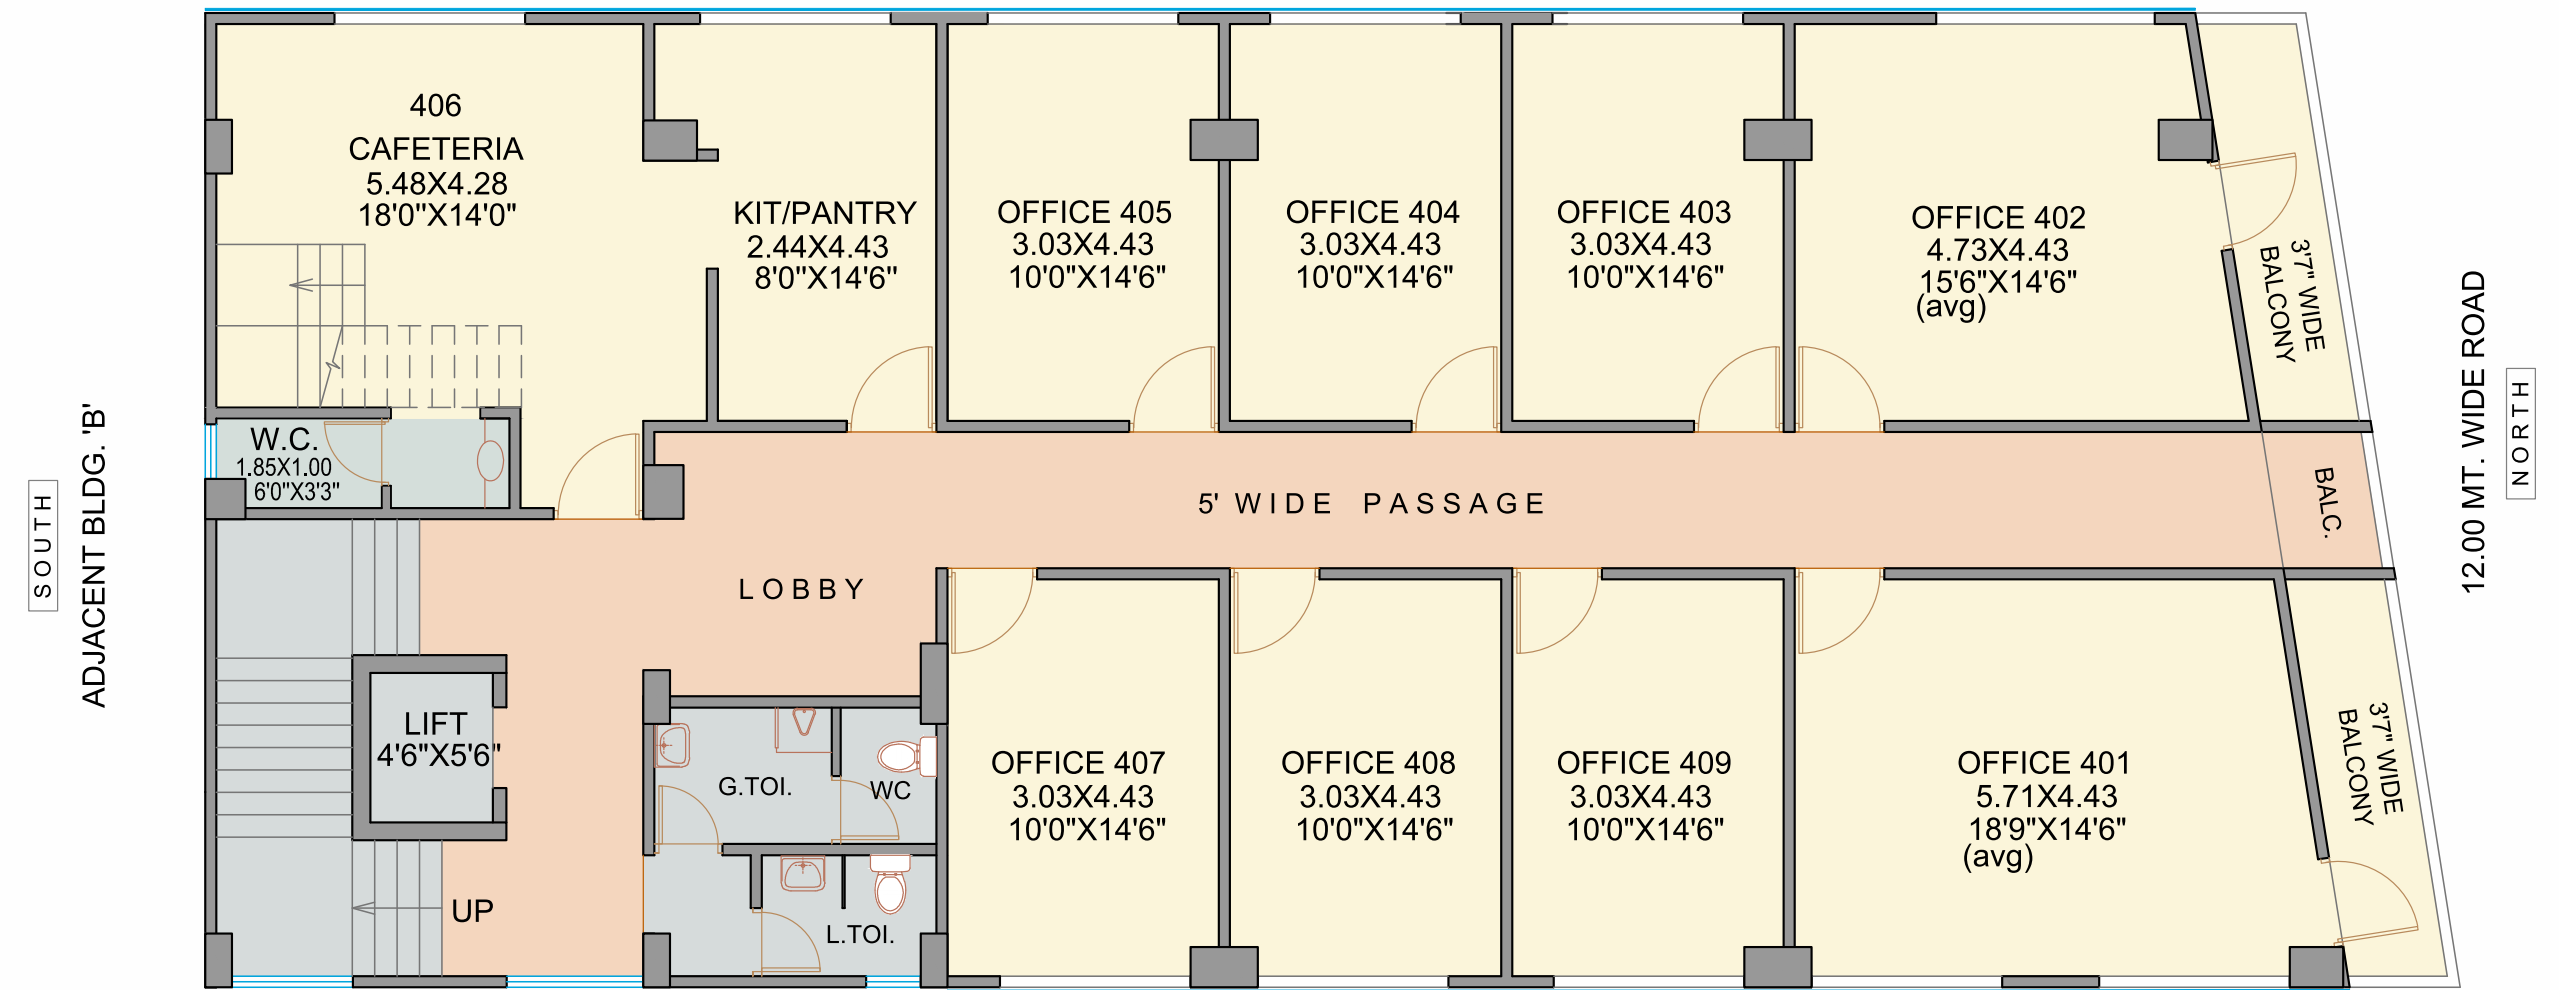 406
CAFETERIA
5.48X4.28
18'0"X14'0"
KIT/PANTRY
2.44X4.43
8'0"X14'6"
OFFICE 405
3.03X4.43
10'0"X14'6"
OFFICE 404
3.03X4.43
10'0"X14'6"
OFFICE 403
3.03X4.43
10'0"X14'6"
OFFICE 402
4.73X4.43
15'6"X14'6"
(avg)
3'7" WIDE
BALCONY
W.C.
1.85X1.00
6'0"X3'3"
SOUTH
ADJACENT BLDG. 'B'
5' WIDE PASSAGE
BALC.
12.00 MT. WIDE ROAD
NORTH
LOBBY
LIFT
4'6"X5'6"
UP
G.TOI.
WC
L.TOI.
OFFICE 407
3.03X4.43
10'0"X14'6"
OFFICE 408
3.03X4.43
10'0"X14'6"
OFFICE 409
3.03X4.43
10'0"X14'6"
OFFICE 401
5.71X4.43
18'9"X14'6"
(avg)
3'7" WIDE
BALCONY